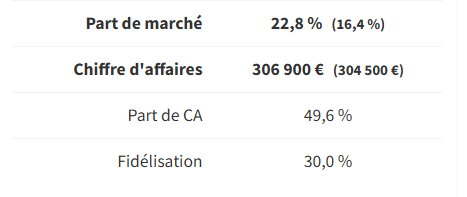 Part de marché 22,8 % (16,4 %)
Chiffre d'affaires 306 900 € (304 500 €)
Part de CA 49,6 %
Fidélisation 30,0 %